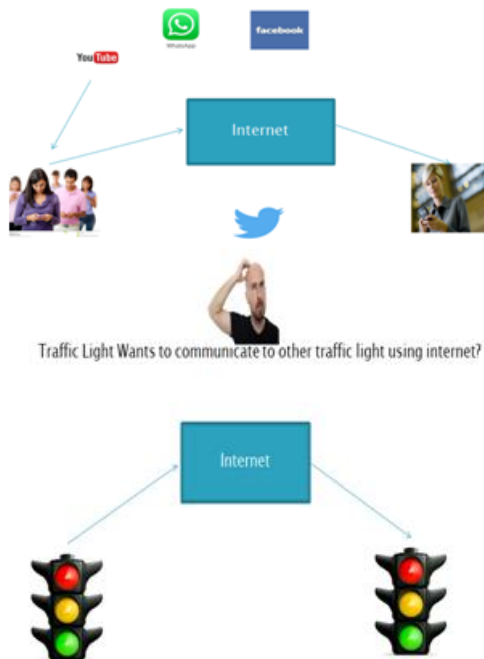 WhatsApp
facebook
YouTube
Internet
Traffic Light Wants to communicate to other traffic light using internet?
Internet